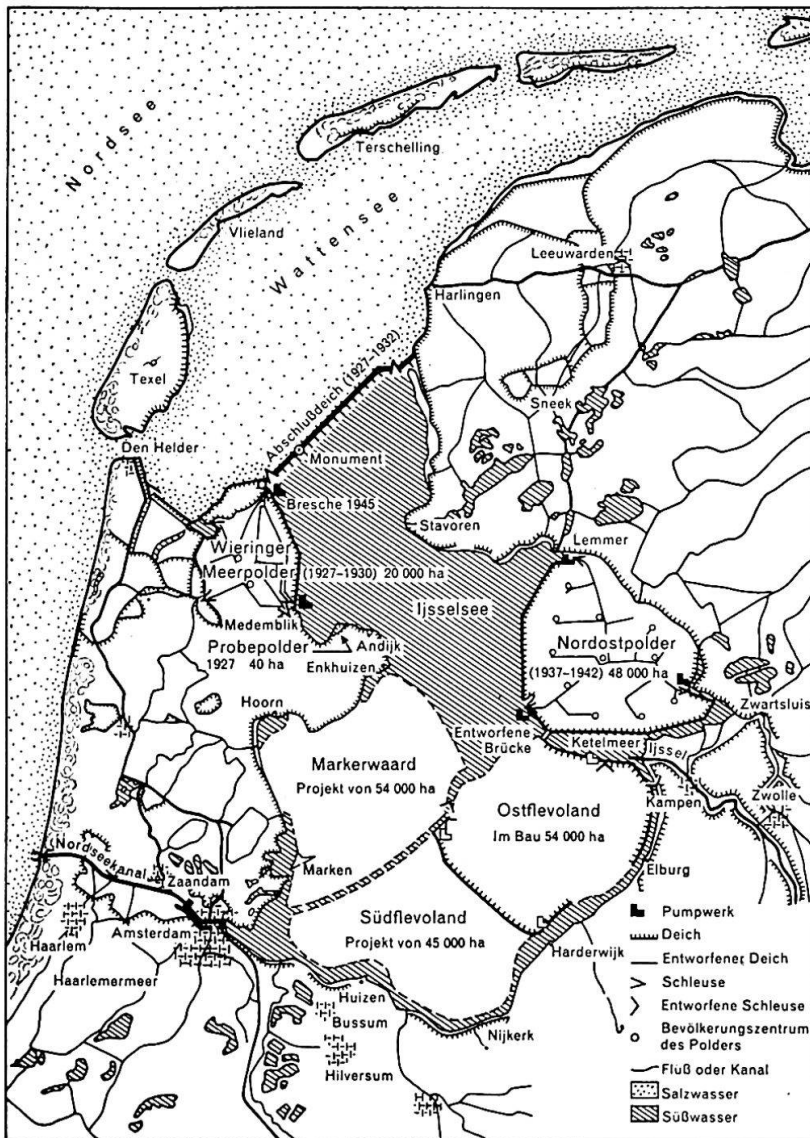 Nordsee
Terschelling
Vlieland
Wattensee
Leeuwarden
Harlingen
Texel
Abschlußdeich (1927–1932)
Sneek
Den Helder
Monument
Bresche 1945
Stavoren
Lemmer
Wieringer
Meerpolder (1927–1930) 20 000 ha
Ijsselsee
Medemblik
Probepolder
1927 40 ha
Andijk
Enkhuizen
Nordostpolder
(1937–1942) 48 000 ha
Zwartsluis
Hoorn
Entworfene
Brücke
Ketelmeer
Ijssel
Markerwaard
Projekt von 54 000 ha
Kampen
Zwolle
Ostflevoland
Im Bau 54 000 ha
Elburg
Nordseekanal
Zaandam
Marken
Südflevoland
Projekt von 45 000 ha
Haarlem
Amsterdam
Harderwijk
Haarlemermeer
Huizen
Bussum
Nijkerk
Hilversum
Pumpwerk
Deich
Entworfener Deich
Schleuse
Entworfene Schleuse
Bevölkerungszentrum
des Polders
Fluß oder Kanal
Salzwasser
Süßwasser